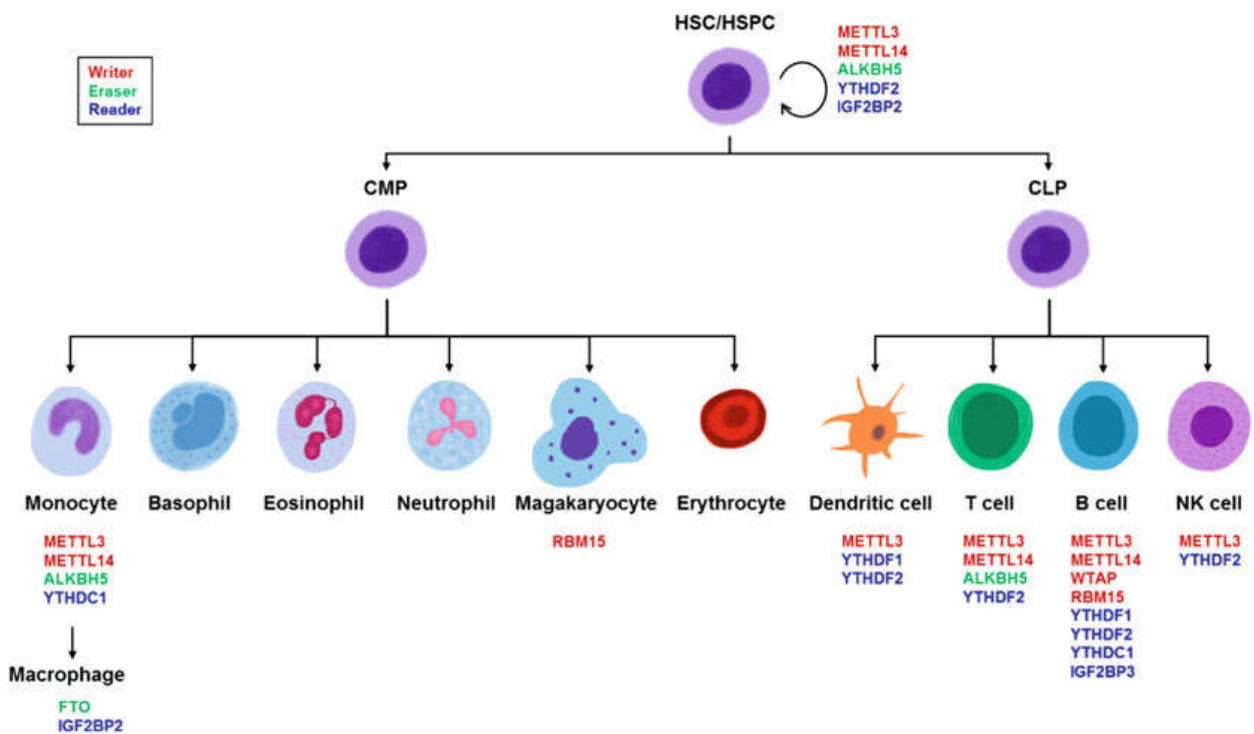 HSC/HSPC
METTL3
METTL14
ALKBH5
YTHDF2
IGF2BP2
Writer
Eraser
Reader
CMP
CLP
Monocyte
METTL3
METTL14
ALKBH5
YTHDC1
Macrophage
FTO
IGF2BP2
Basophil
Eosinophil
Neutrophil
Magakaryocyte
RBM15
Erythrocyte
Dendritic cell
METTL3
YTHDF1
YTHDF2
T cell
METTL3
METTL14
ALKBH5
YTHDF2
B cell
METTL3
METTL14
WTAP
RBM15
YTHDF1
YTHDF2
YTHDC1
IGF2BP3
NK cell
METTL3
YTHDF2